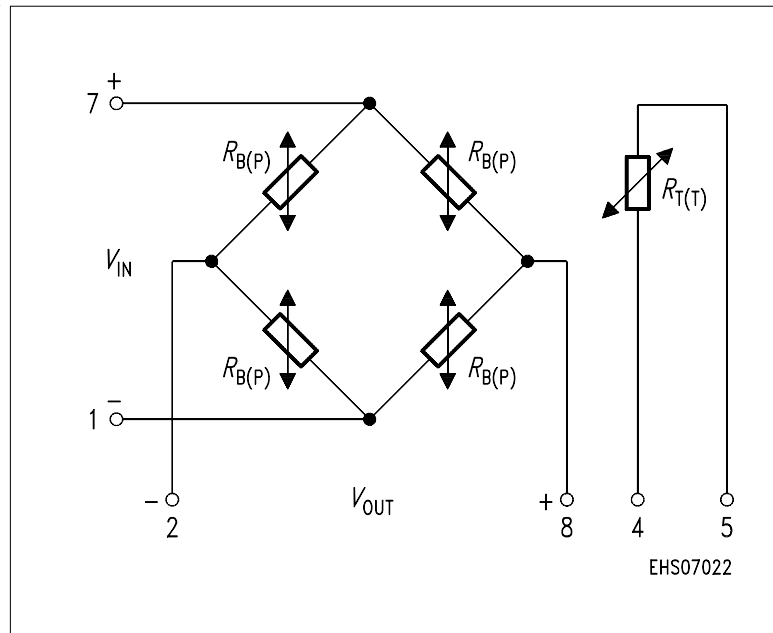 7 +
R_B(P) R_B(P)
R_T(T)
V_IN
R_B(P) R_B(P)
1 −
− V_OUT +
2 8 4 5
EHS07022